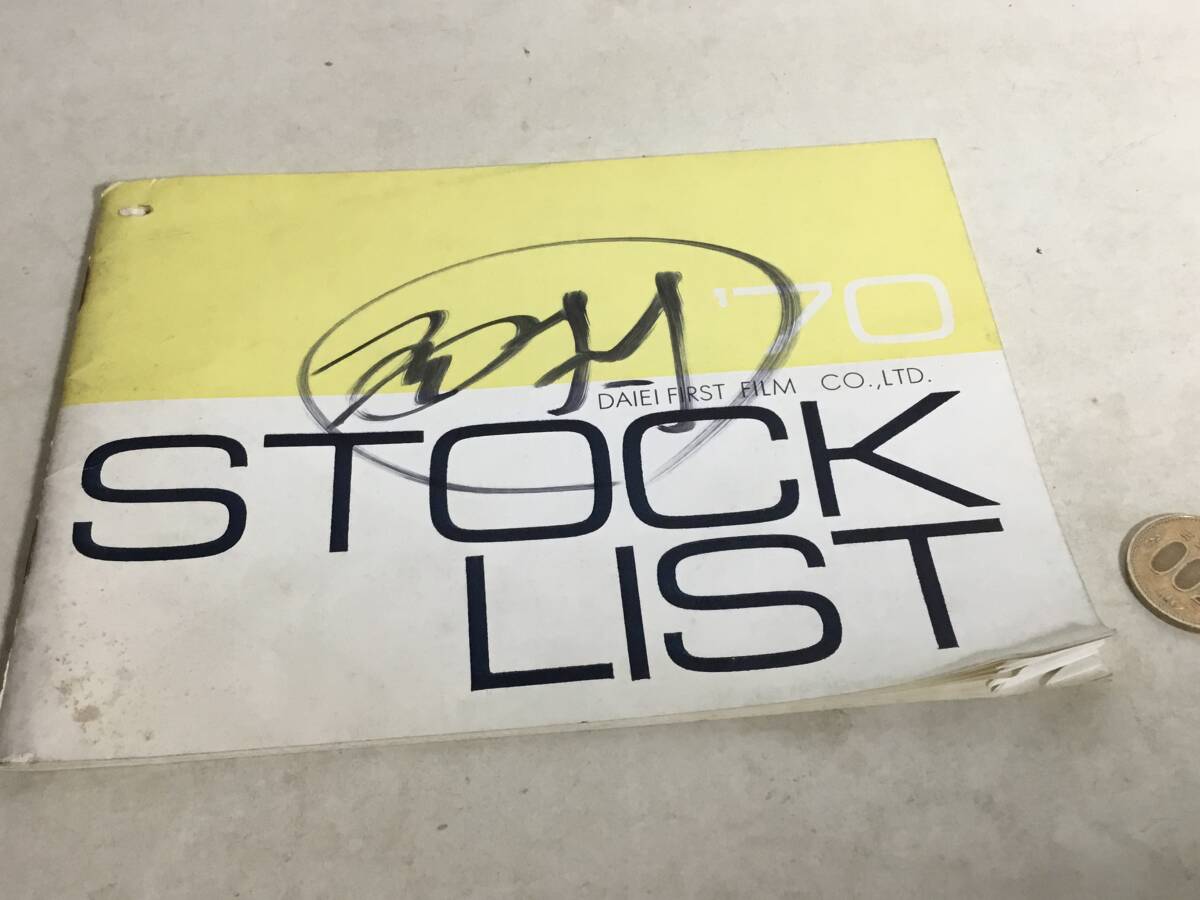 '70
DAIEI FIRST FILM CO.,LTD.
STOCK
LIST